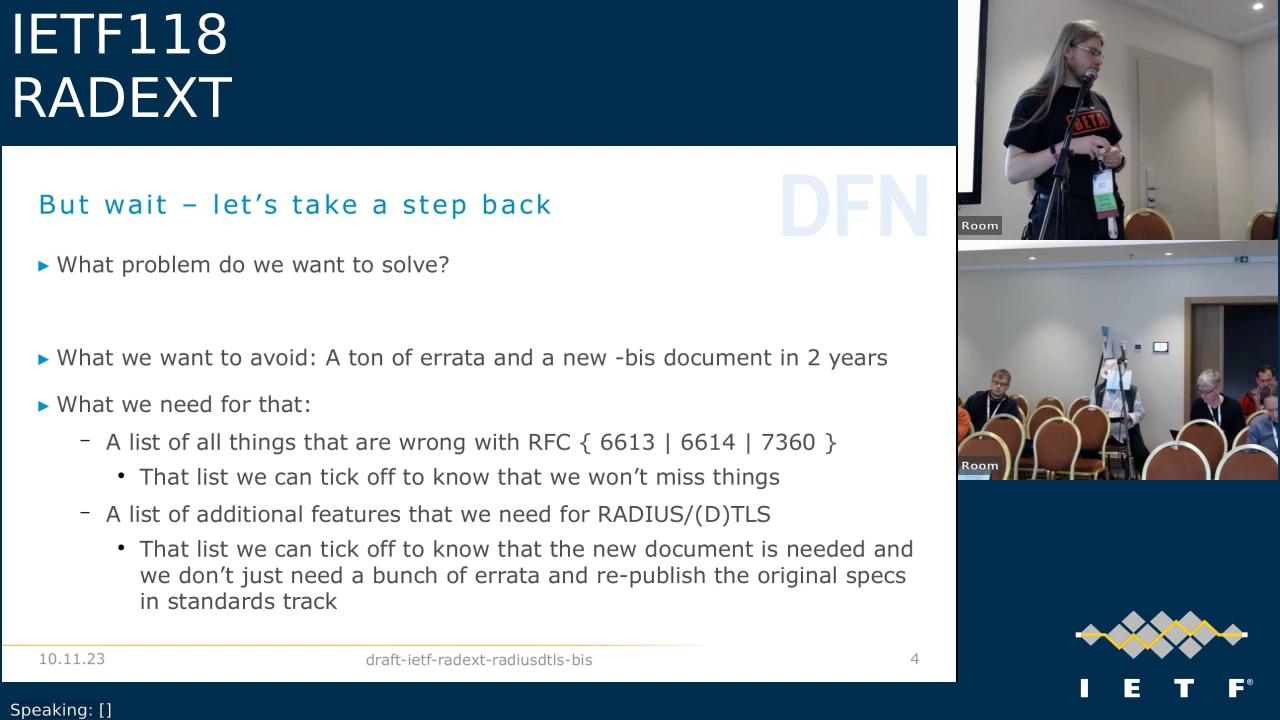 IETF118
RADEXT
DFN
But wait – let’s take a step back
▸ What problem do we want to solve?
▸ What we want to avoid: A ton of errata and a new -bis document in 2 years
▸ What we need for that:
– A list of all things that are wrong with RFC { 6613 | 6614 | 7360 }
• That list we can tick off to know that we won’t miss things
– A list of additional features that we need for RADIUS/(D)TLS
• That list we can tick off to know that the new document is needed and
we don’t just need a bunch of errata and re-publish the original specs
in standards track
10.11.23
draft-ietf-radext-radiusdtls-bis
4
Speaking: []
BETA
Room
Room
I E T F®